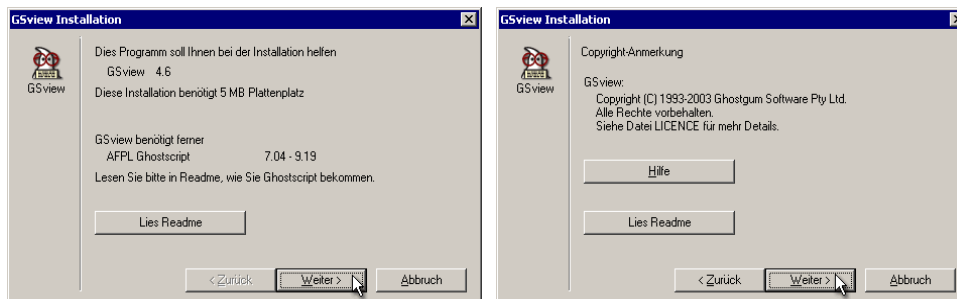 GSview Installation
GSview
Dies Programm soll Ihnen bei der Installation helfen
GSview 4.6
Diese Installation benötigt 5 MB Plattenplatz
GSview benötigt ferner
AFPL Ghostscript 7.04 - 9.19
Lesen Sie bitte in Readme, wie Sie Ghostscript bekommen.
Lies Readme
< Zurück
Weiter >
Abbruch
GSview Installation
GSview
Copyright-Anmerkung
GSview:
Copyright (C) 1993-2003 Ghostgum Software Pty Ltd.
Alle Rechte vorbehalten.
Siehe Datei LICENCE für mehr Details.
Hilfe
Lies Readme
< Zurück
Weiter >
Abbruch